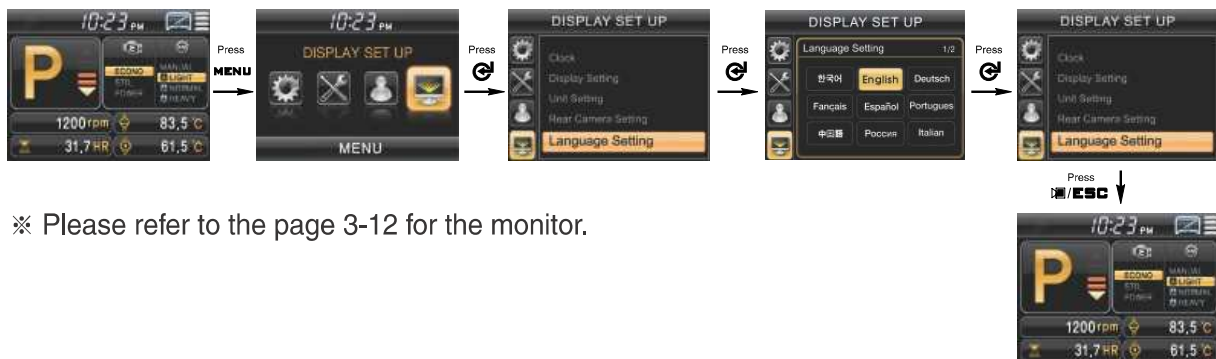 10:23 PM
P
ECONO
STD.
POWER
MANUAL
LIGHT
NORMAL
HEAVY
1200 rpm
83,5 °C
31,7 HR
61,5 °C
Press
MENU
10:23 PM
DISPLAY SET UP
MENU
Press
DISPLAY SET UP
Clock
Display Setting
Unit Setting
Rear Camera Setting
Language Setting
Press
DISPLAY SET UP
Language Setting 1/2
한국어 English Deutsch
Fançais Español Portugues
中国語 Россия Italian
Press
DISPLAY SET UP
Clock
Display Setting
Unit Setting
Rear Camera Setting
Language Setting
Press
/ESC
※ Please refer to the page 3-12 for the monitor.
10:23 PM
P
ECONO
STD.
POWER
MANUAL
LIGHT
NORMAL
HEAVY
1200 rpm
83,5 °C
31,7 HR
61,5 °C